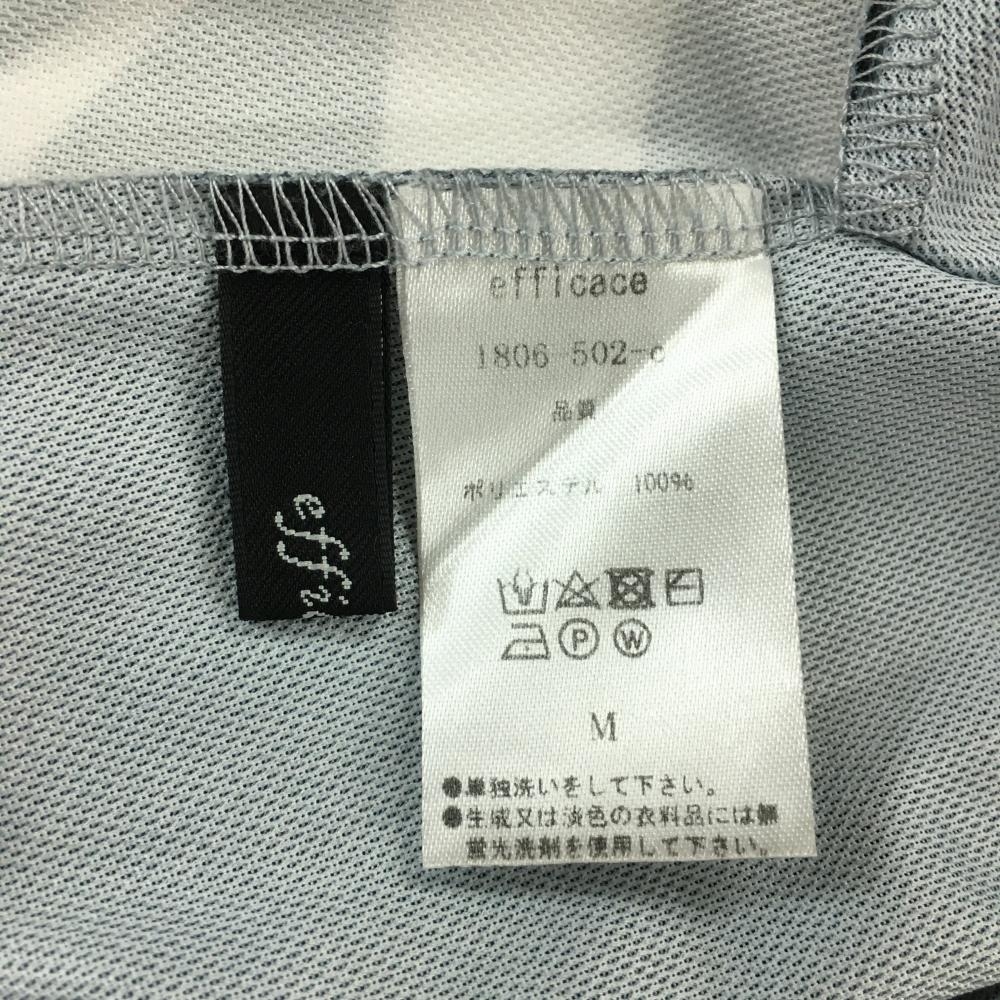 efficace
1806 502-c
品質
ポリエステル 100%
P W
M
●単独洗いをして下さい。
●生成又は淡色の衣料品には無
蛍光洗剤を使用して下さい。